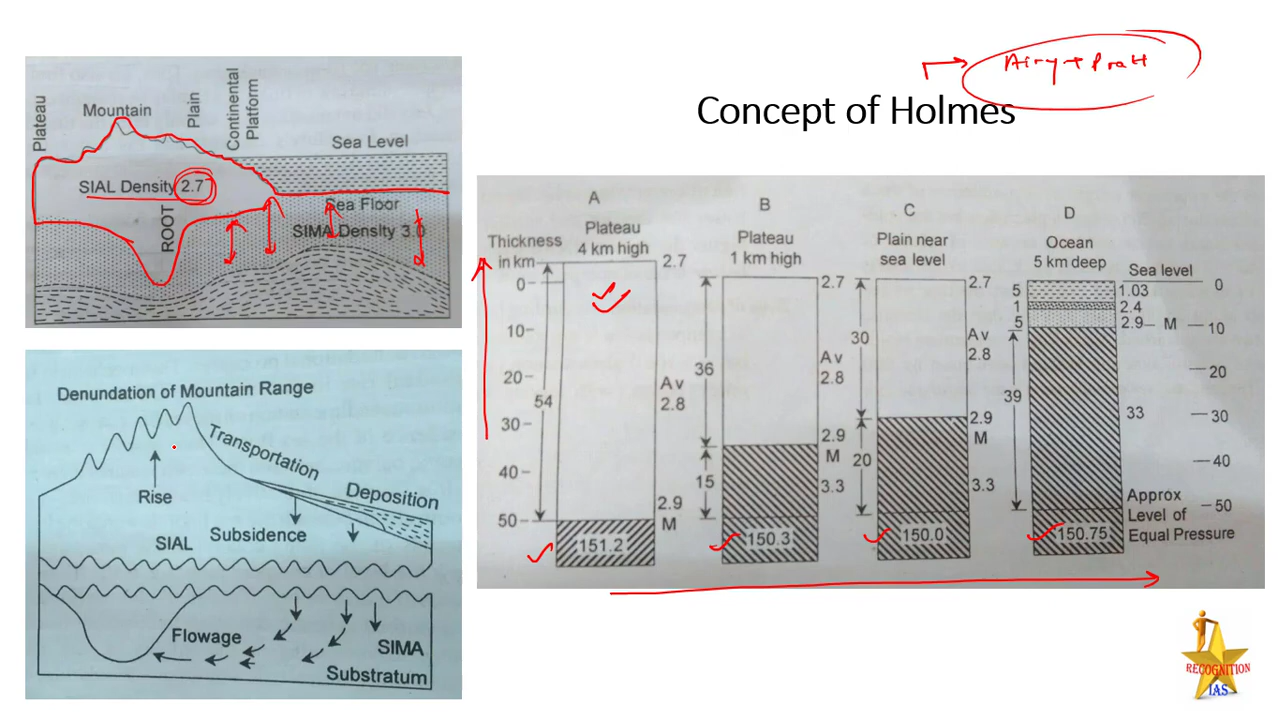 Airy + Pratt
Concept of Holmes
Plateau
Mountain
Plain
Continental
Platform
Sea Level
SIAL Density 2.7
ROOT
Sea Floor
SIMA Density 3.0
Denundation of Mountain Range
Transportation
Deposition
Rise
Subsidence
SIAL
Flowage
SIMA
Substratum
A
Plateau
4 km high
B
Plateau
1 km high
C
Plain near
sea level
D
Ocean
5 km deep
Thickness
in km
Sea level
0
10
20
30
40
50
54
2.7
Av
2.8
2.9
M
151.2
36
15
2.7
Av
2.8
2.9
M
3.3
150.3
30
20
2.7
Av
2.8
2.9
M
3.3
150.0
5
1
5
39
1.03
2.4
2.9
M
33
150.75
0
10
20
30
40
50
Approx
Level of
Equal Pressure
RECOGNITION
IAS